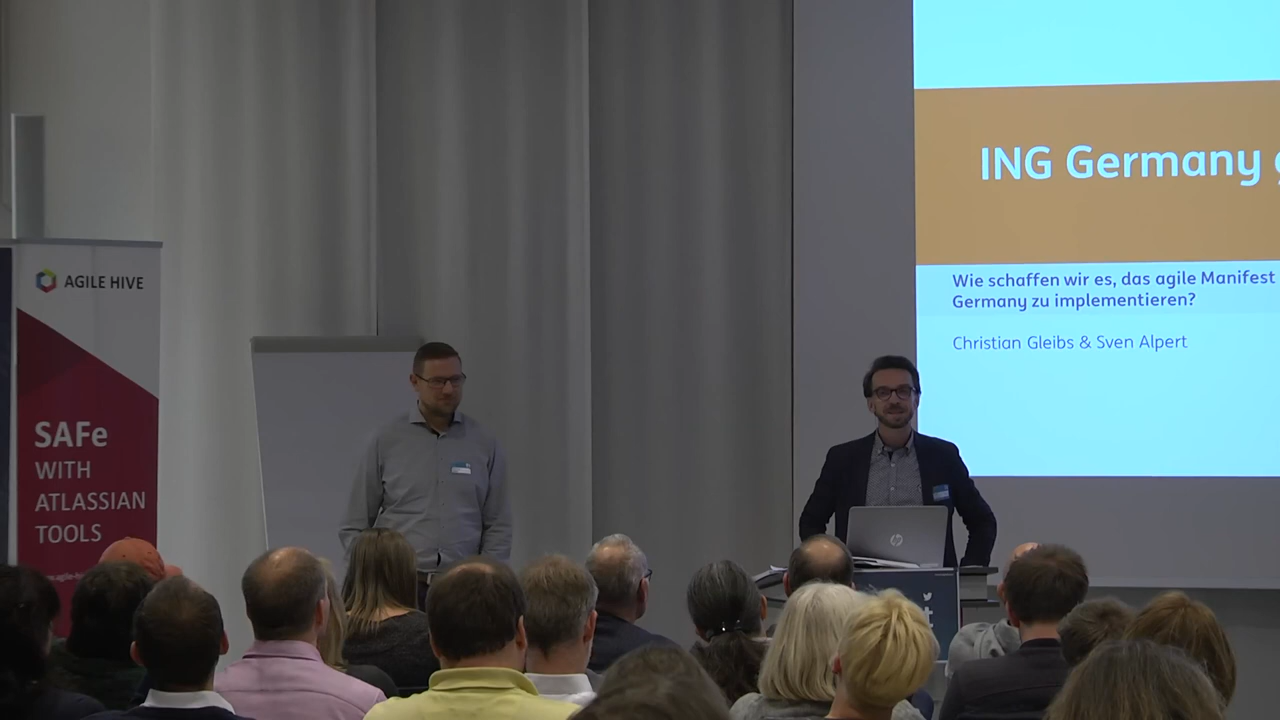 ING Germany
Wie schaffen wir es, das agile Manifest
Germany zu implementieren?
Christian Gleibs & Sven Alpert
AGILE HIVE
SAFe
WITH
ATLASSIAN
TOOLS
hp